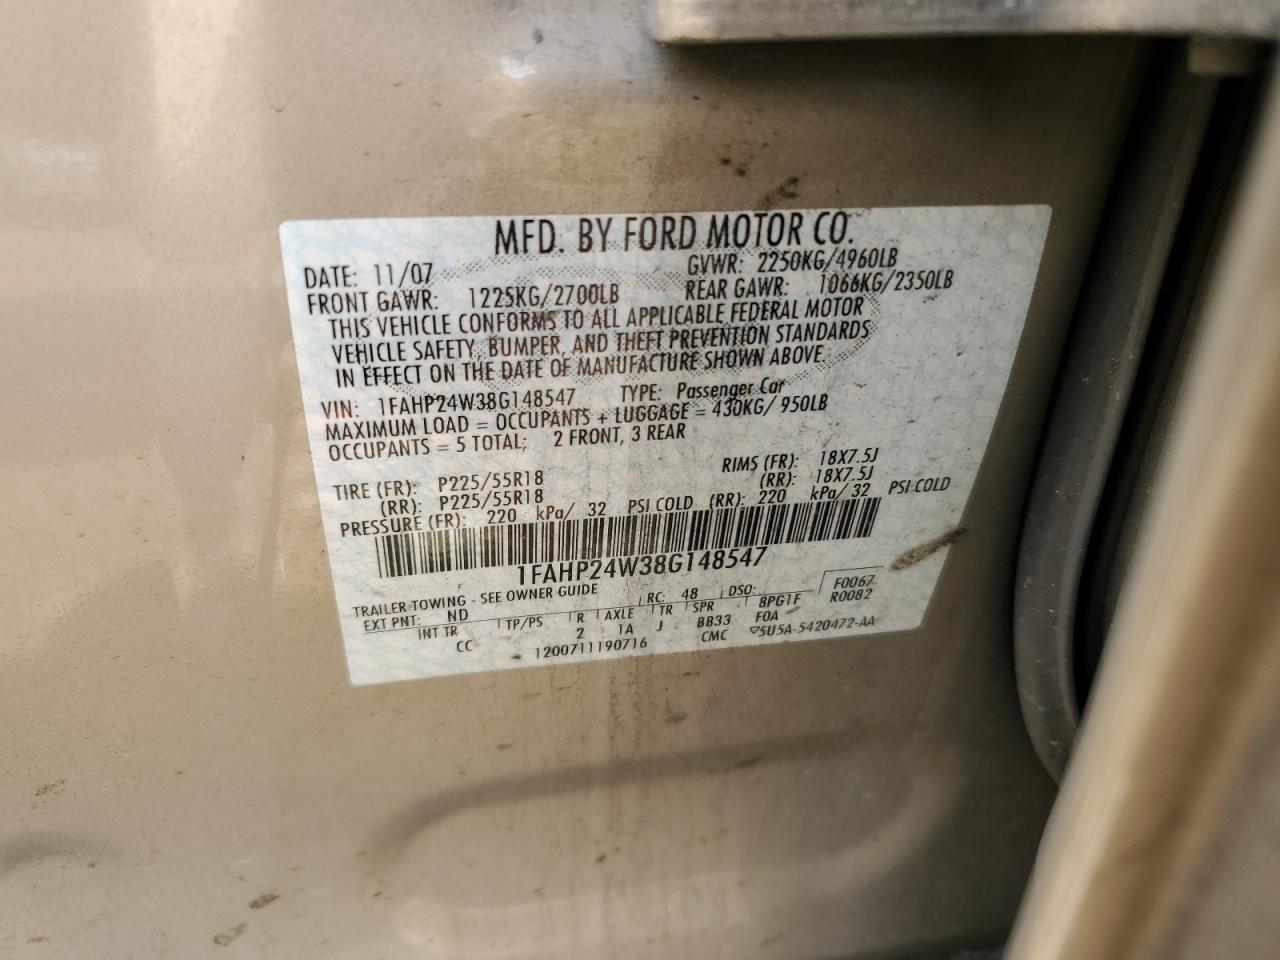 MFD. BY FORD MOTOR CO.
DATE: 11/07 GVWR: 2250KG/4960LB
FRONT GAWR: 1225KG/2700LB REAR GAWR: 1066KG/2350LB
THIS VEHICLE CONFORMS TO ALL APPLICABLE FEDERAL MOTOR
VEHICLE SAFETY, BUMPER, AND THEFT PREVENTION STANDARDS
IN EFFECT ON THE DATE OF MANUFACTURE SHOWN ABOVE.
VIN: 1FAHP24W38G148547 TYPE: Passenger Car
MAXIMUM LOAD = OCCUPANTS + LUGGAGE = 430KG/ 950LB
OCCUPANTS = 5 TOTAL; 2 FRONT, 3 REAR
TIRE (FR): P225/55R18 RIMS (FR): 18X7.5J
(RR): P225/55R18 (RR): 18X7.5J
PRESSURE (FR): 220 kPa/ 32 PSI COLD (RR): 220 kPa/ 32 PSI COLD
1FAHP24W38G148547
TRAILER TOWING - SEE OWNER GUIDE
EXT PNT: ND RC: 48 DSO: F0067
R0082
INT TR TP/PS R AXLE TR SPR 8PG1F
CC 2 1A J BB33 F0A
1200711190716 CMC 5U5A-5420472-AA